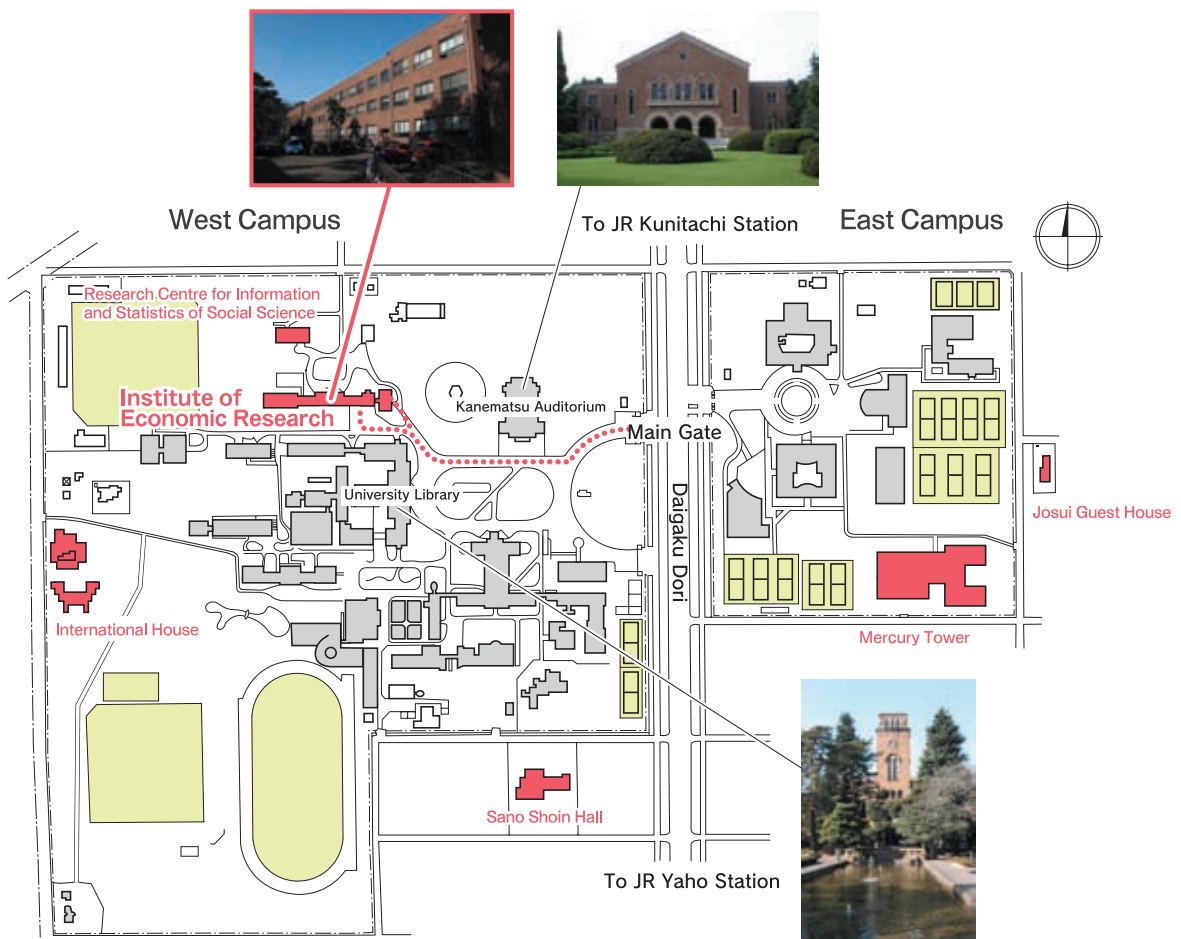 West Campus
To JR Kunitachi Station
East Campus
Research Centre for Information
and Statistics of Social Science
Institute of
Economic Research
Kanematsu Auditorium
Main Gate
University Library
Daigaku Dori
Josui Guest House
International House
Mercury Tower
Sano Shoin Hall
To JR Yaho Station